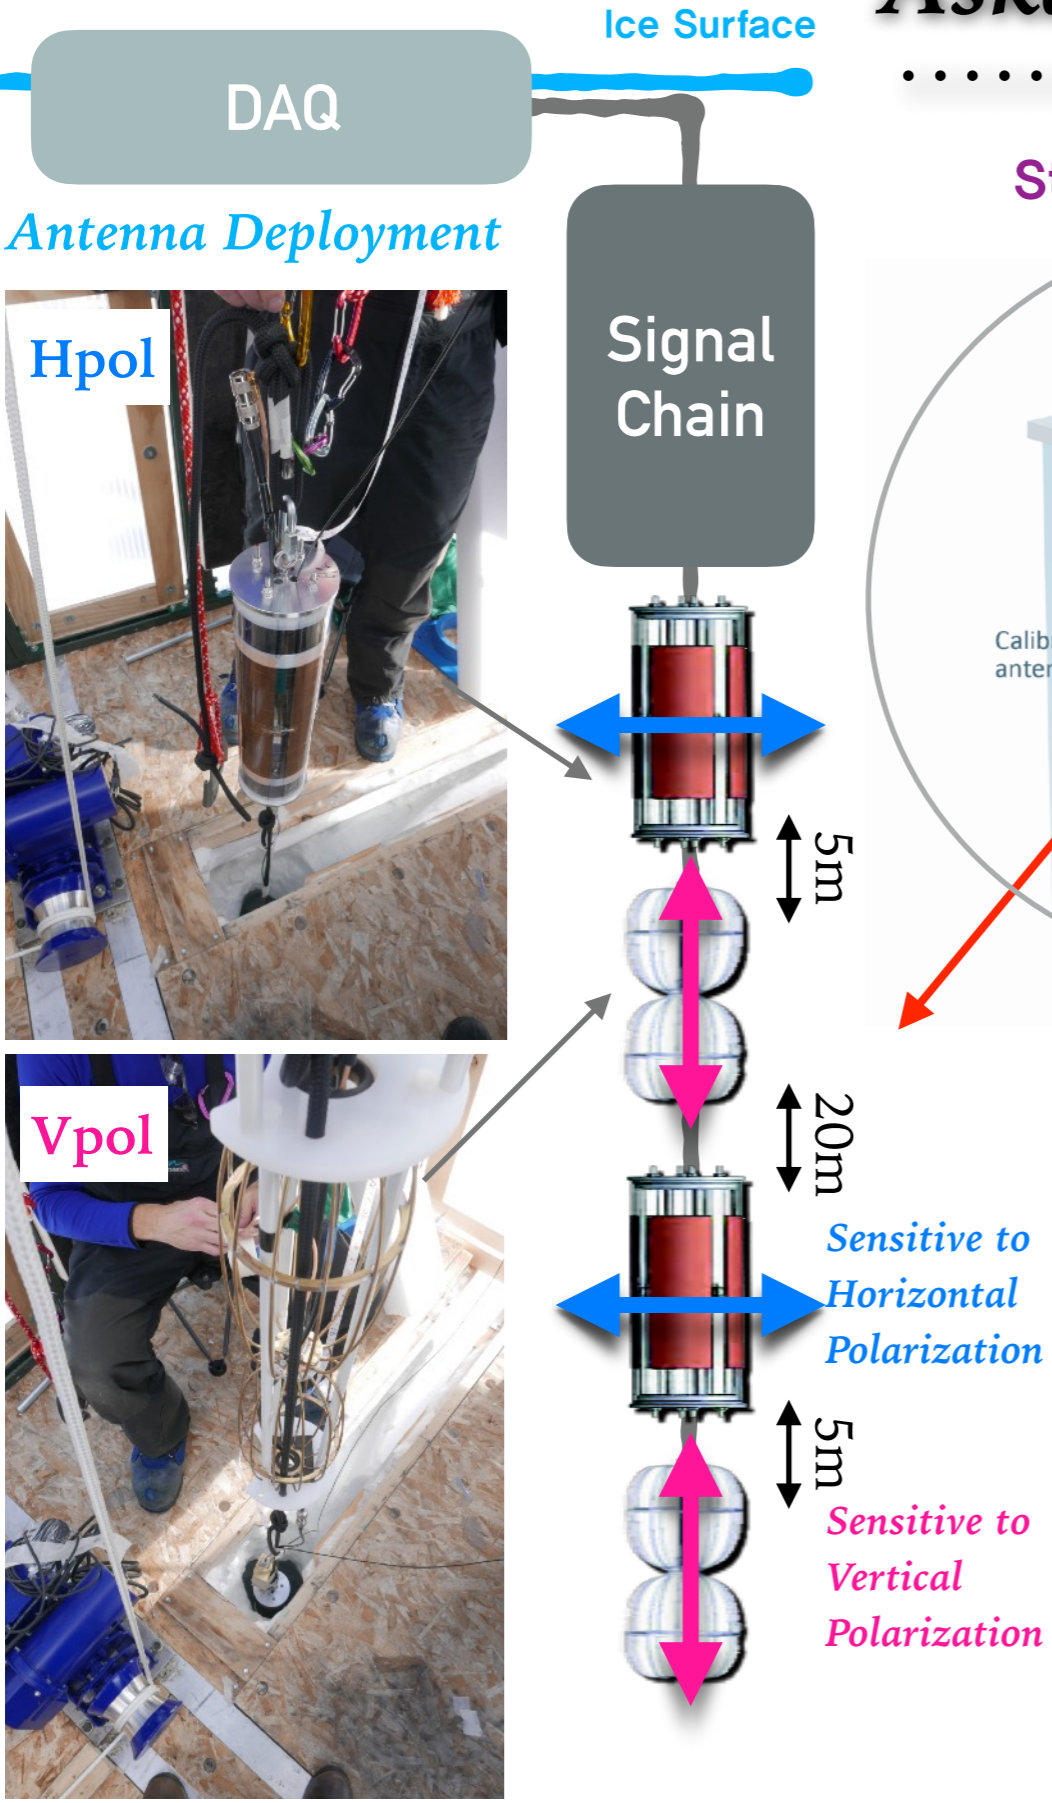 Ice Surface
DAQ
Antenna Deployment
Hpol
Signal
Chain
5m
Vpol
20m
Sensitive to
Horizontal
Polarization
5m
Sensitive to
Vertical
Polarization